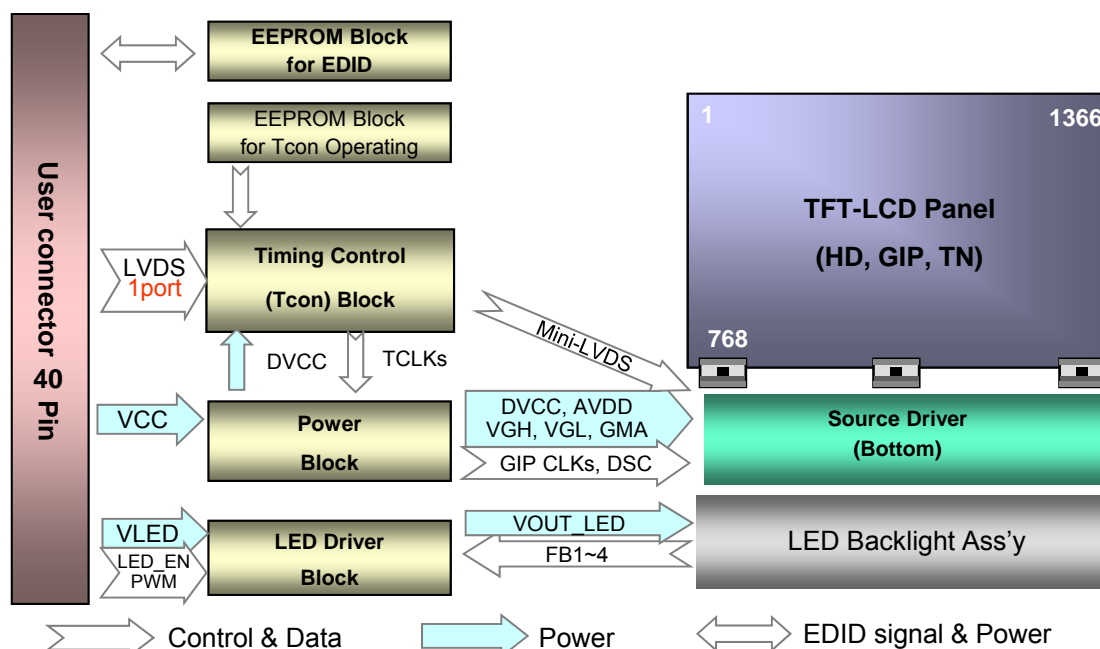 User connector 40 Pin
EEPROM Block
for EDID
EEPROM Block
for Tcon Operating
LVDS
1port
Timing Control
(Tcon) Block
DVCC
TCLKs
Mini-LVDS
VCC
Power
Block
DVCC, AVDD
VGH, VGL, GMA
GIP CLKs, DSC
1
1366
TFT-LCD Panel
(HD, GIP, TN)
768
Source Driver
(Bottom)
VLED
LED_EN
PWM
LED Driver
Block
VOUT_LED
FB1~4
LED Backlight Ass'y
Control & Data
Power
EDID signal & Power